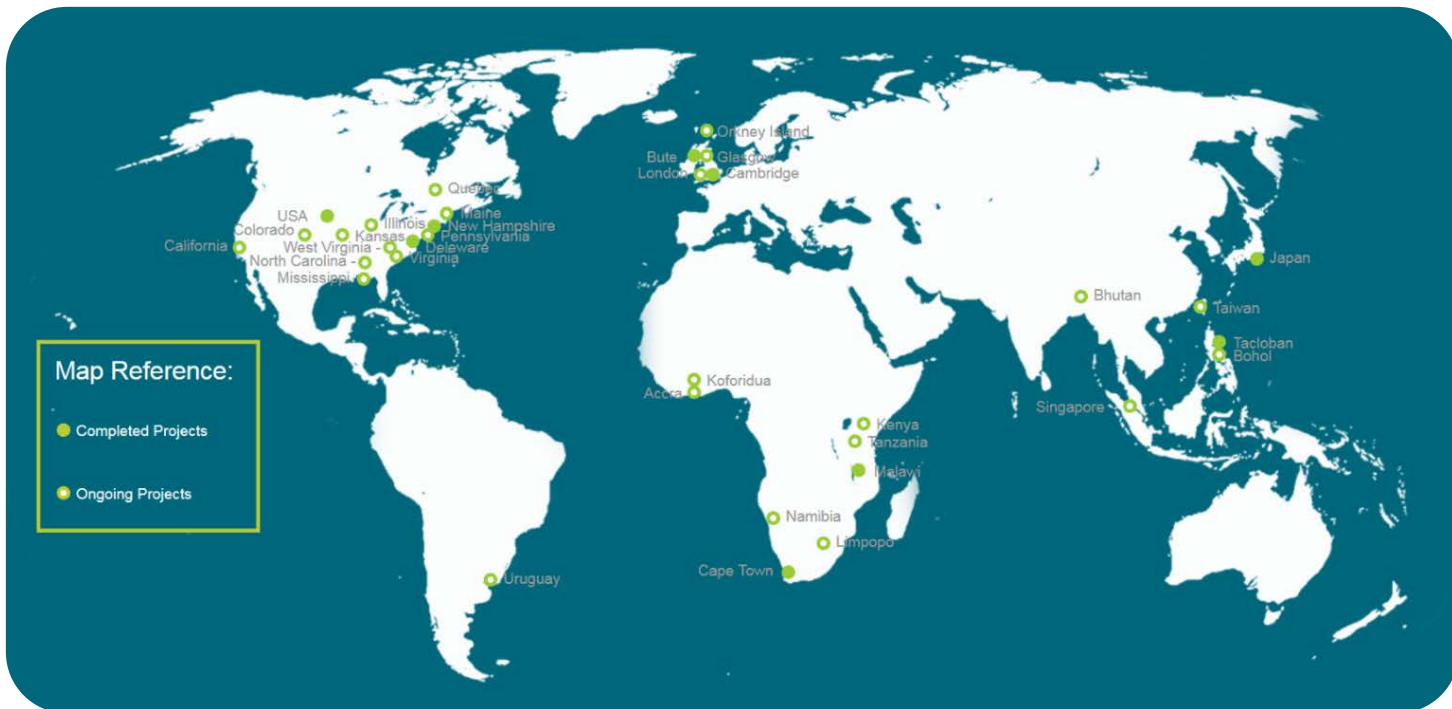 Orkney Island
Bute
Glasgow
London
Cambridge
Quebec
USA
Maine
Illinois
New Hampshire
Colorado
Kansas
Pennsylvania
California
West Virginia -
Deleware
North Carolina -
Virginia
Mississippi
Japan
Bhutan
Taiwan
Tacloban
Bohol
Singapore
Koforidua
Accra
Kenya
Tanzania
Malawi
Namibia
Limpopo
Cape Town
Uruguay
Map Reference:
Completed Projects
Ongoing Projects